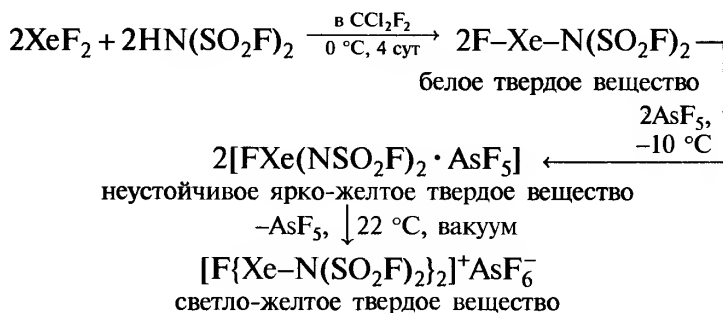 2XeF₂ + 2HN(SO₂F)₂ в CCl₂F₂ 0 °C, 4 сут → 2F–Xe–N(SO₂F)₂
белое твердое вещество
2AsF₅,
–10 °C
2[FXe(NSO₂F)₂ · AsF₅] ←
неустойчивое ярко-желтое твердое вещество
–AsF₅, ↓ 22 °C, вакуум
[F{Xe–N(SO₂F)₂}₂]⁺AsF₆⁻
светло-желтое твердое вещество